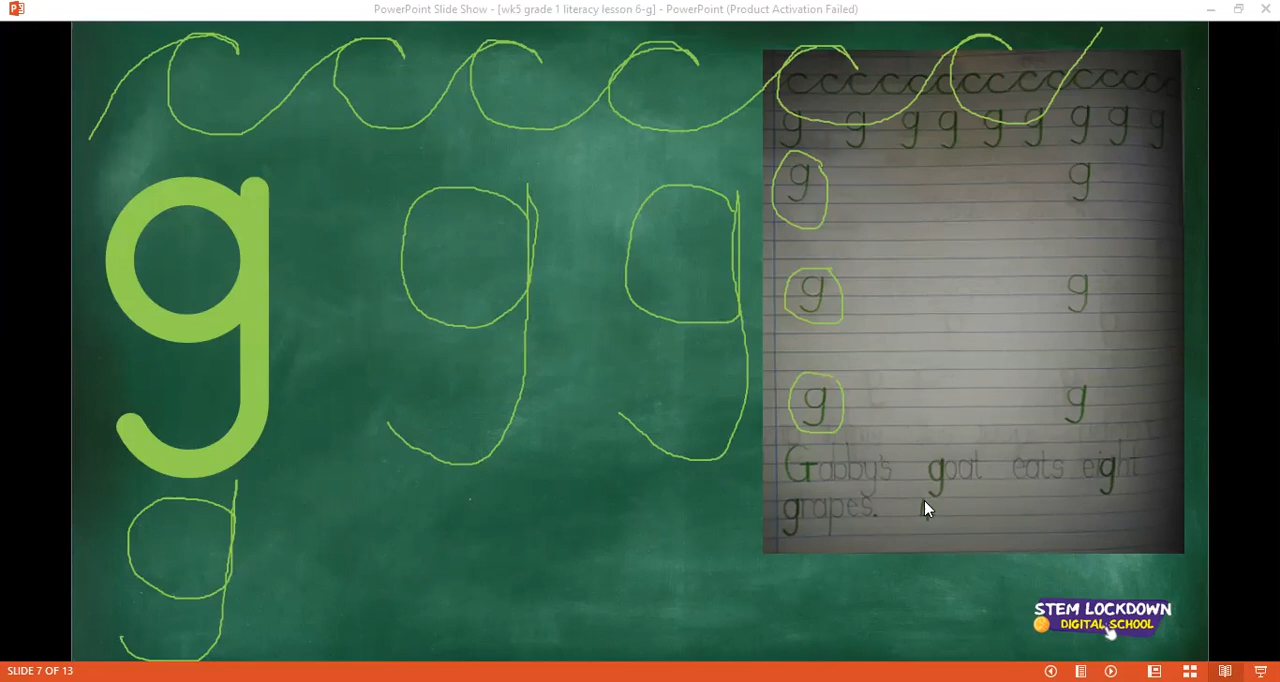 PowerPoint Slide Show - [wk5 grade 1 literacy lesson 6-g] - PowerPoint (Product Activation Failed)
c c c c c c
g g g
g
c c c c c c c c c c c c c c
g g g g g g g g g
g g
g g
g g
Gabby's goat eats eight
grapes.
STEM LOCKDOWN
DIGITAL SCHOOL
SLIDE 7 OF 13